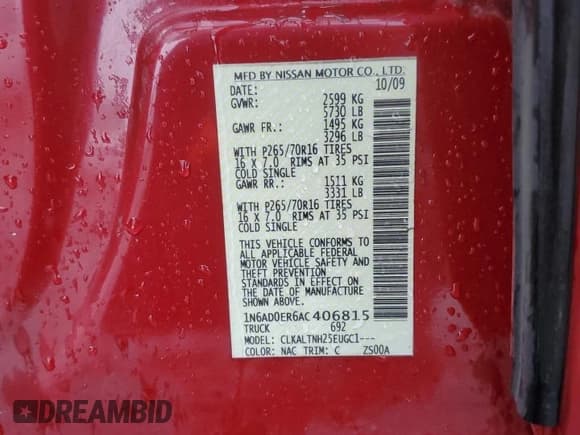 MFD BY NISSAN MOTOR CO., LTD.
DATE: 10/09
GVWR: 2599 KG
5730 LB
GAWR FR.: 1495 KG
3296 LB
WITH P265/70R16 TIRES
16 X 7.0 RIMS AT 35 PSI
COLD SINGLE
GAWR RR.: 1511 KG
3331 LB
WITH P265/70R16 TIRES
16 X 7.0 RIMS AT 35 PSI
COLD SINGLE
THIS VEHICLE CONFORMS TO
ALL APPLICABLE FEDERAL
MOTOR VEHICLE SAFETY AND
THEFT PREVENTION
STANDARDS IN EFFECT ON THE
DATE OF MFR SHOWN ABOVE.
1N6AD0ER6AC406815
TRUCK 692
MODEL: CLKALTNH25EUGC1---
COLOR: NAC TRIM: C ZS00A
DREAMBID